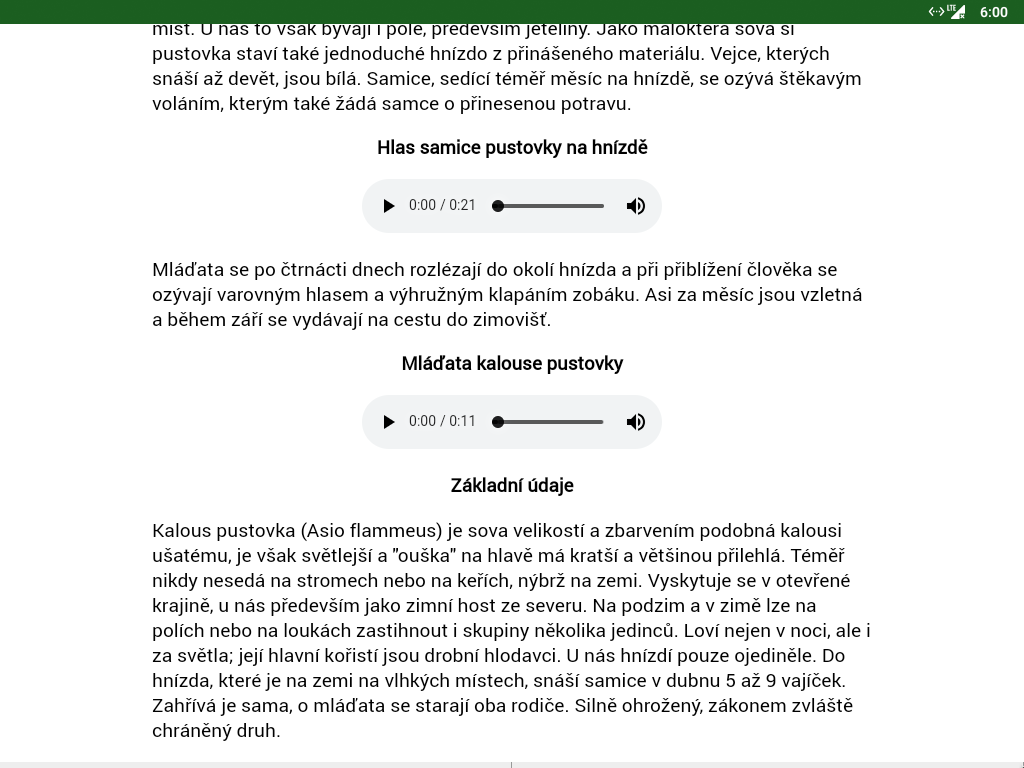 LTE 6:00
míst. U nás to však bývají i pole, především jeteliny. Jako málokterá sova si
pustovka staví také jednoduché hnízdo z přinášeného materiálu. Vejce, kterých
snáší až devět, jsou bílá. Samice, sedící téměř měsíc na hnízdě, se ozývá štěkavým
voláním, kterým také žádá samce o přinesenou potravu.
Hlas samice pustovky na hnízdě
0:00 / 0:21
Mláďata se po čtrnácti dnech rozlézají do okolí hnízda a při přiblížení člověka se
ozývají varovným hlasem a výhružným klapáním zobáku. Asi za měsíc jsou vzletná
a během září se vydávají na cestu do zimovišť.
Mláďata kalouse pustovky
0:00 / 0:11
Základní údaje
Kalous pustovka (Asio flammeus) je sova velikostí a zbarvením podobná kalousi
ušatému, je však světlejší a "ouška" na hlavě má kratší a většinou přilehlá. Téměř
nikdy nesedá na stromech nebo na keřích, nýbrž na zemi. Vyskytuje se v otevřené
krajině, u nás především jako zimní host ze severu. Na podzim a v zimě lze na
polích nebo na loukách zastihnout i skupiny několika jedinců. Loví nejen v noci, ale i
za světla; její hlavní kořistí jsou drobní hlodavci. U nás hnízdí pouze ojediněle. Do
hnízda, které je na zemi na vlhkých místech, snáší samice v dubnu 5 až 9 vajíček.
Zahřívá je sama, o mláďata se starají oba rodiče. Silně ohrožený, zákonem zvláště
chráněný druh.